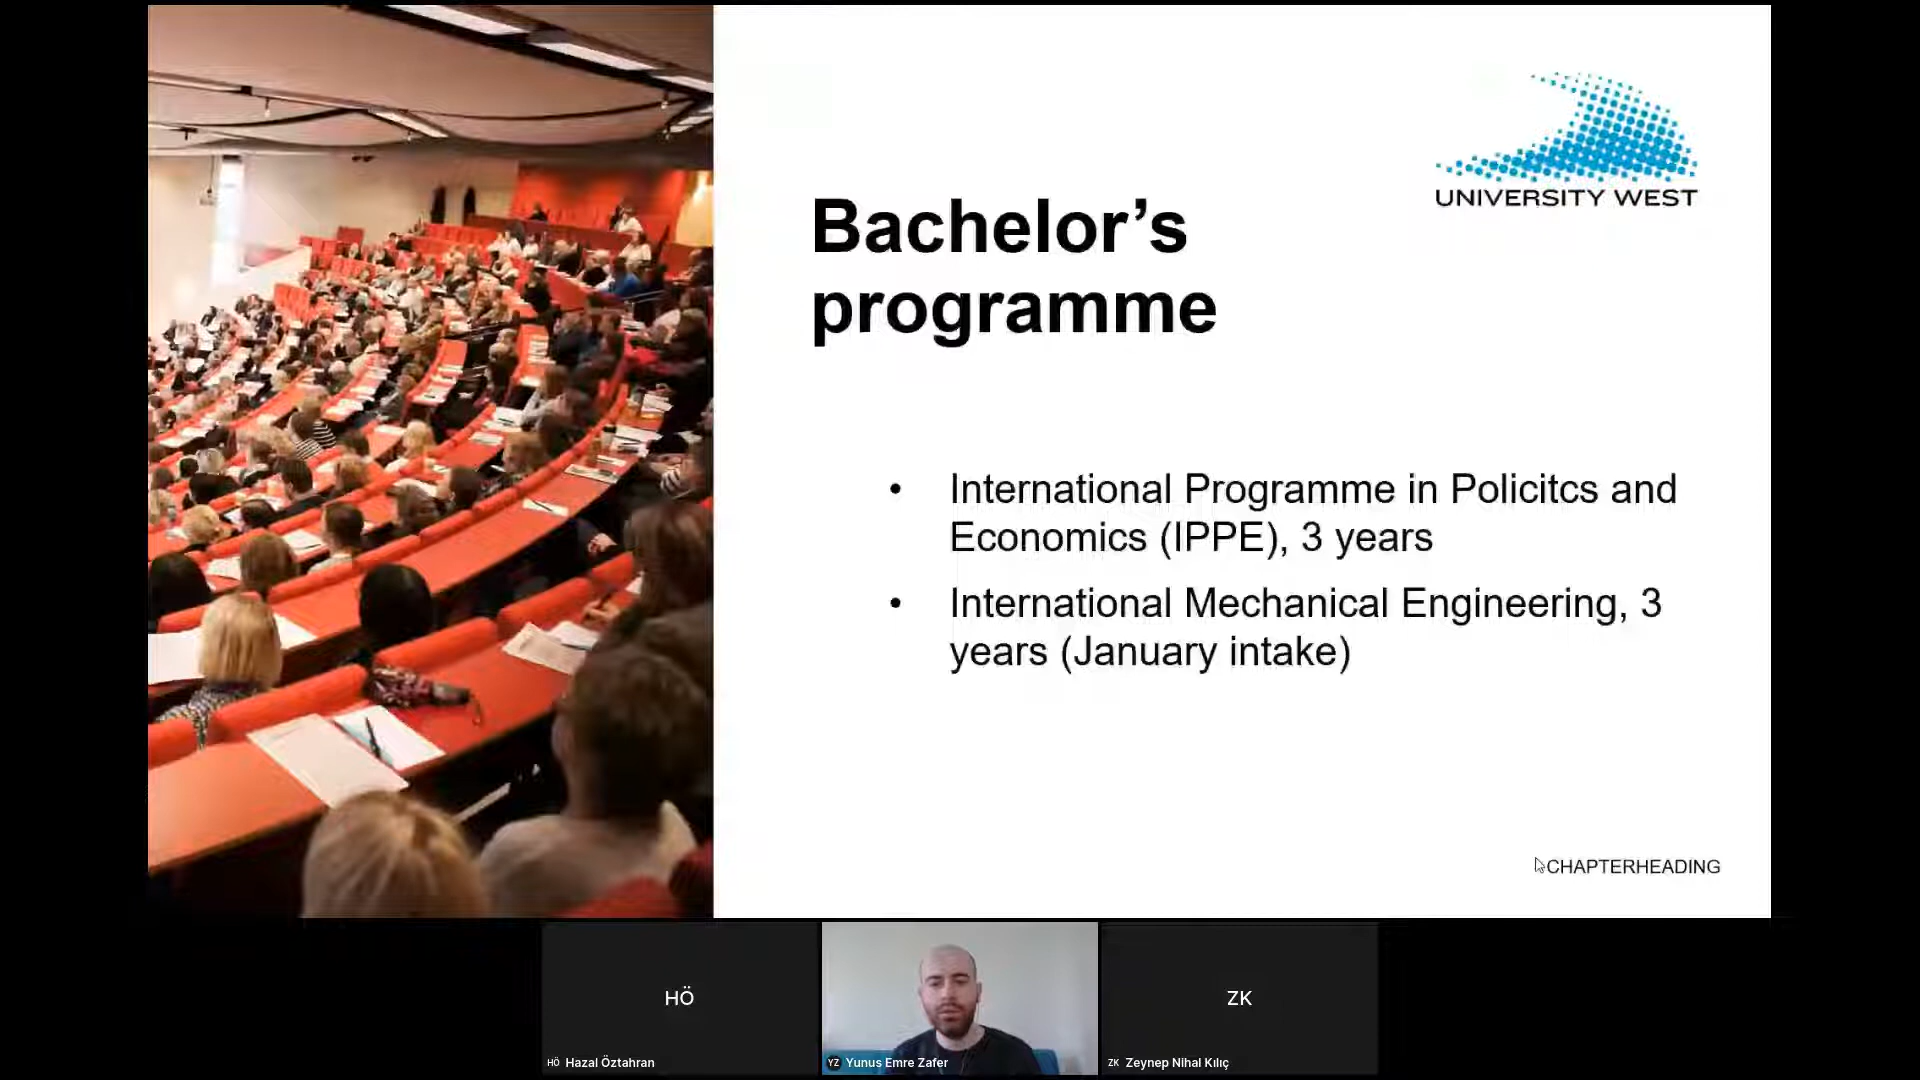 UNIVERSITY WEST
Bachelor’s
programme
• International Programme in Policitcs and
Economics (IPPE), 3 years
• International Mechanical Engineering, 3
years (January intake)
CHAPTERHEADING
HÖ
ZK
HÖ Hazal Öztahran
YZ Yunus Emre Zafer
ZK Zeynep Nihal Kılıç